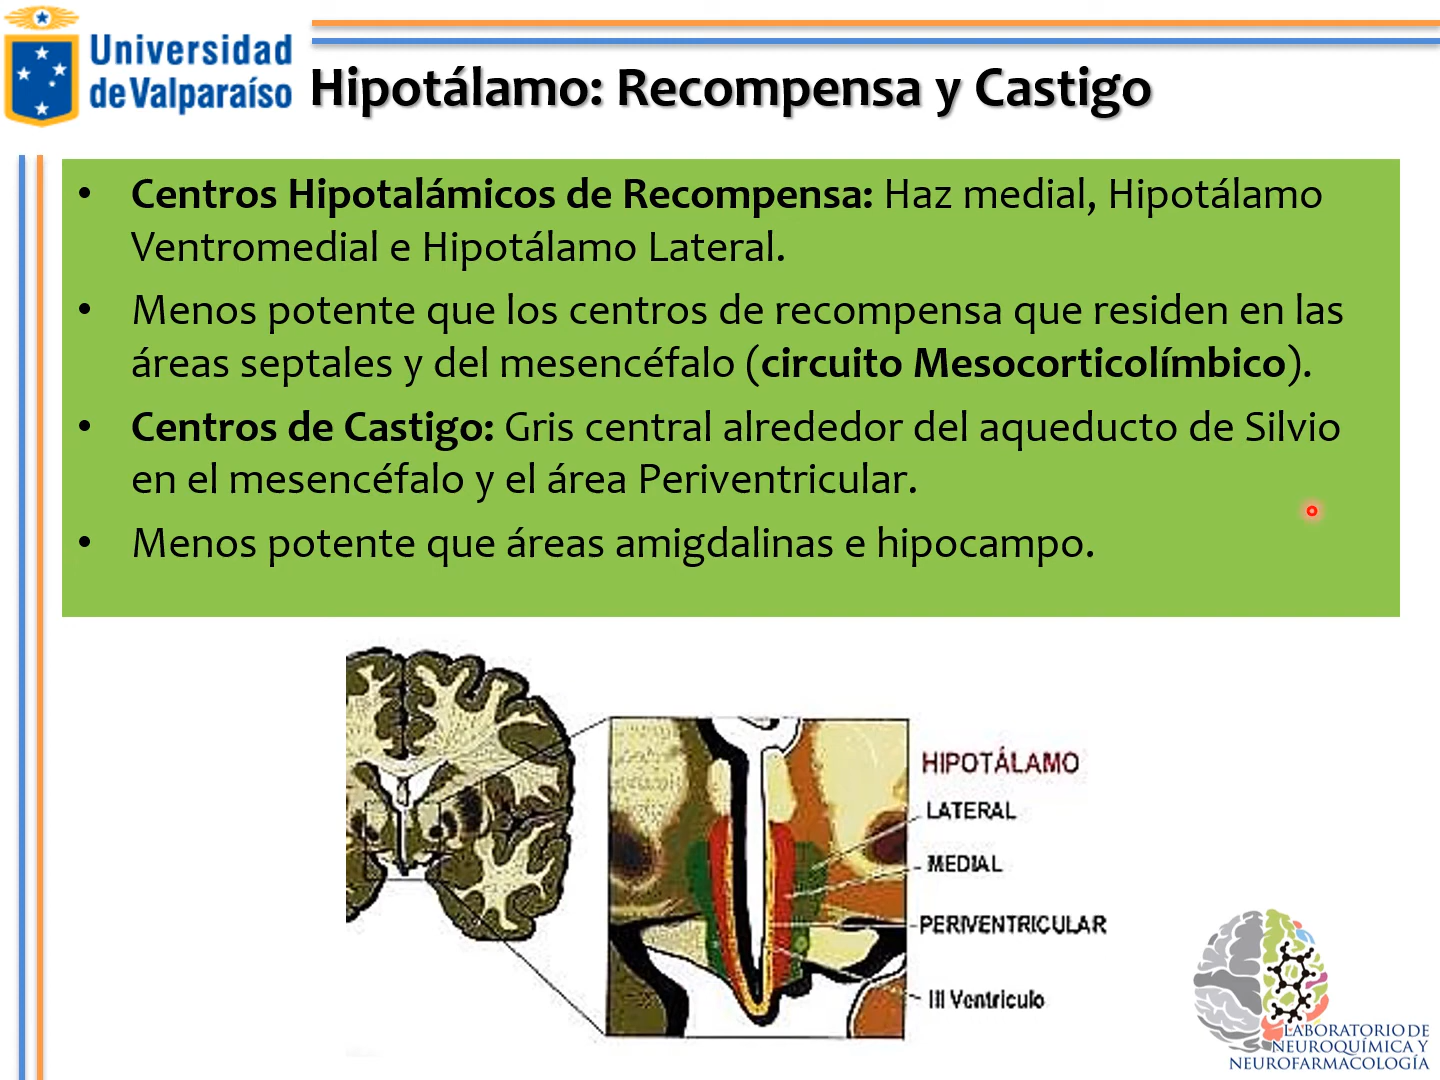 Universidad
de Valparaíso
Hipotálamo: Recompensa y Castigo
• Centros Hipotalámicos de Recompensa: Haz medial, Hipotálamo
Ventromedial e Hipotálamo Lateral.
• Menos potente que los centros de recompensa que residen en las
áreas septales y del mesencéfalo (circuito Mesocorticolímbico).
• Centros de Castigo: Gris central alrededor del aqueducto de Silvio
en el mesencéfalo y el área Periventricular.
• Menos potente que áreas amigdalinas e hipocampo.
HIPOTÁLAMO
LATERAL
MEDIAL
PERIVENTRICULAR
III Ventriculo
LABORATORIO DE
NEUROQUÍMICA Y
NEUROFARMACOLOGÍA